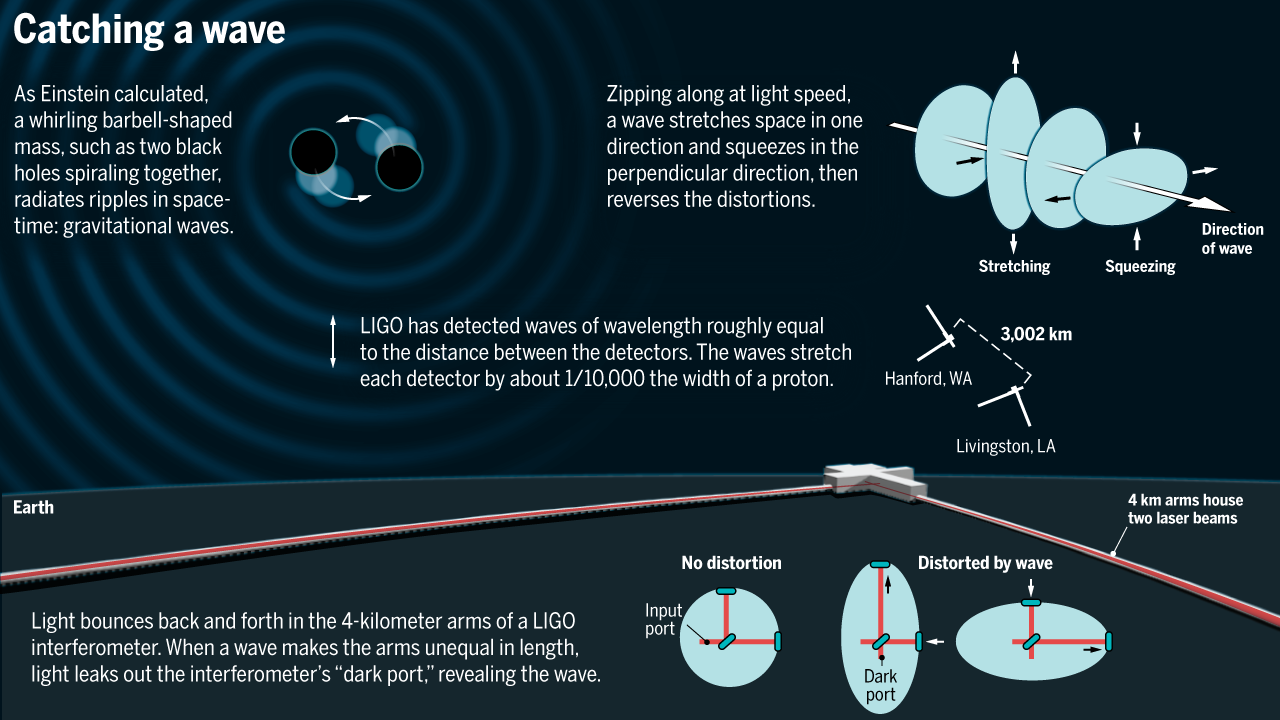 Catching a wave
As Einstein calculated,
a whirling barbell-shaped
mass, such as two black
holes spiraling together,
radiates ripples in space-
time: gravitational waves.
Zipping along at light speed,
a wave stretches space in one
direction and squeezes in the
perpendicular direction, then
reverses the distortions.
Direction
of wave
Stretching
Squeezing
LIGO has detected waves of wavelength roughly equal
to the distance between the detectors. The waves stretch
each detector by about 1/10,000 the width of a proton.
3,002 km
Hanford, WA
Livingston, LA
Earth
4 km arms house
two laser beams
No distortion
Distorted by wave
Input
port
Dark
port
Light bounces back and forth in the 4-kilometer arms of a LIGO
interferometer. When a wave makes the arms unequal in length,
light leaks out the interferometer's “dark port,” revealing the wave.